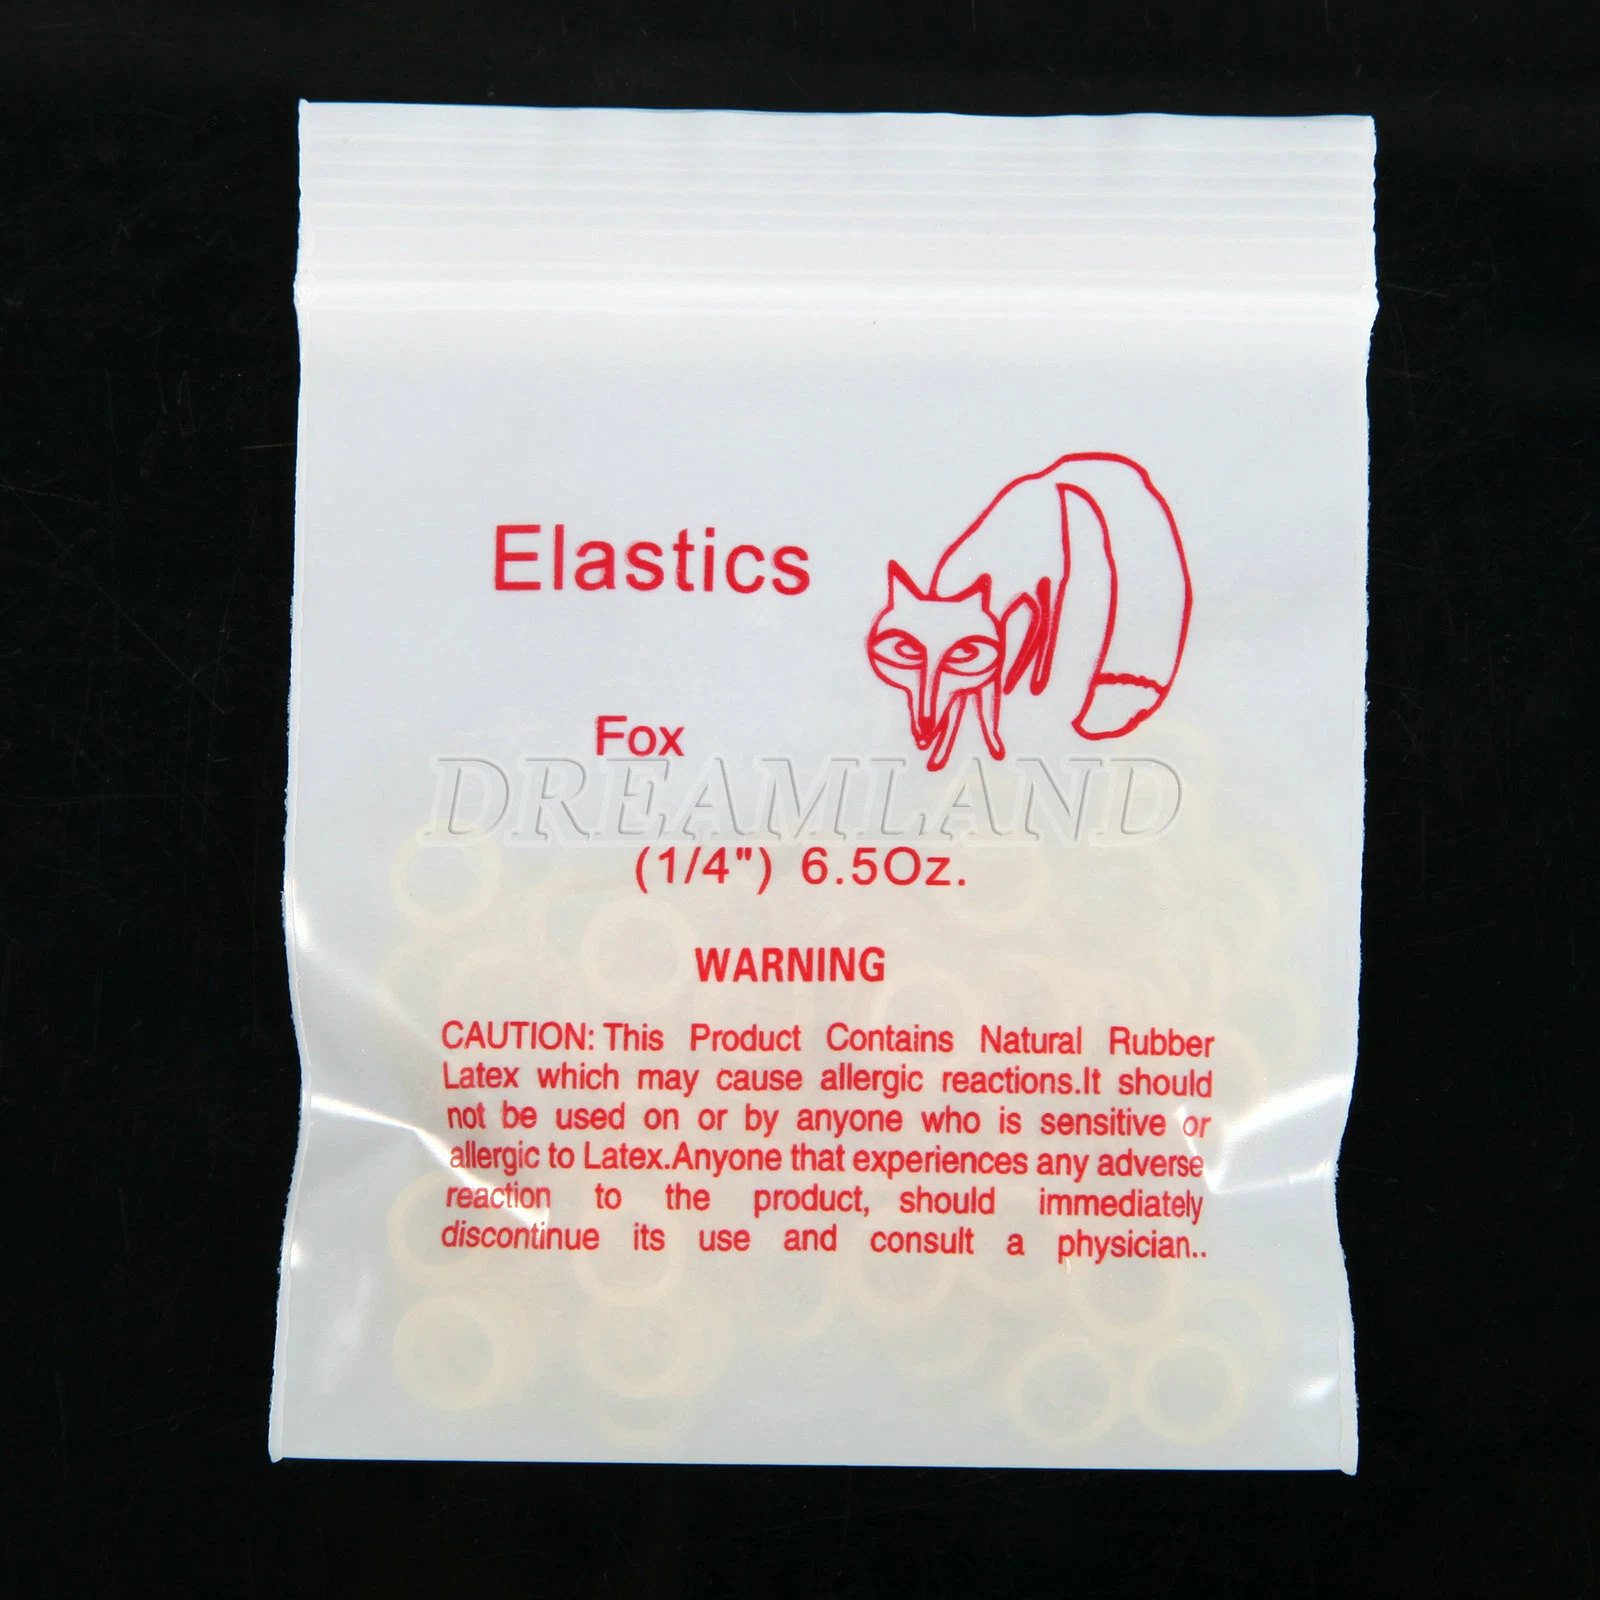 Elastics
Fox
DREAMLAND
(1/4") 6.5Oz.
WARNING
CAUTION: This Product Contains Natural Rubber
Latex which may cause allergic reactions.It should
not be used on or by anyone who is sensitive or
allergic to Latex.Anyone that experiences any adverse
reaction to the product, should immediately
discontinue its use and consult a physician..